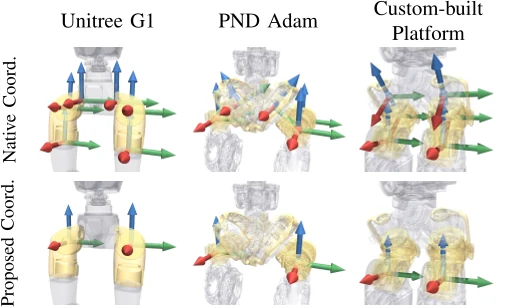 Unitree G1
PND Adam
Custom-built
Platform
Native Coord.
Proposed Coord.